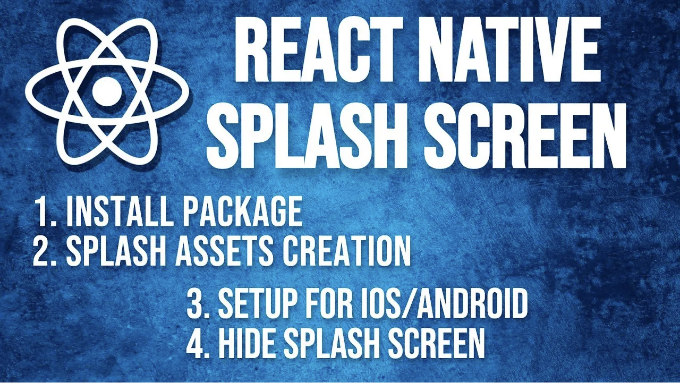 REACT NATIVE
SPLASH SCREEN
1. INSTALL PACKAGE
2. SPLASH ASSETS CREATION
3. SETUP FOR IOS/ANDROID
4. HIDE SPLASH SCREEN